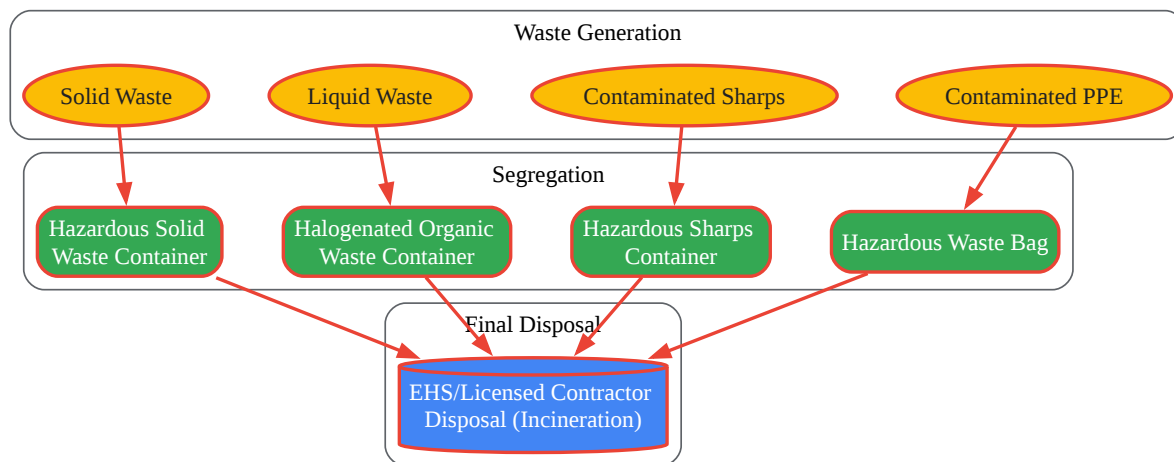 Waste Generation
Solid Waste
Liquid Waste
Contaminated Sharps
Contaminated PPE
Segregation
Hazardous Solid
Waste Container
Halogenated Organic
Waste Container
Hazardous Sharps
Container
Hazardous Waste Bag
Final Disposal
EHS/Licensed Contractor
Disposal (Incineration)